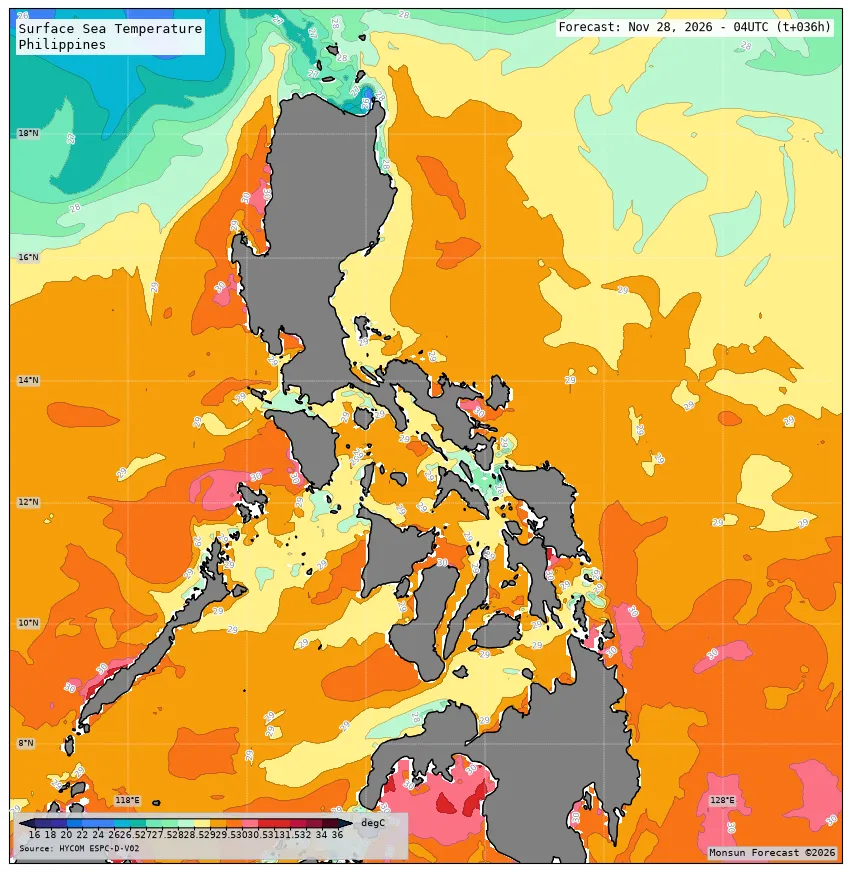 Surface Sea Temperature
Philippines
Forecast: Nov 28, 2026 - 04UTC (t+036h)
18°N
16°N
14°N
12°N
10°N
8°N
118°E
128°E
16 18 20 22 24 26 26.5 27 27.5 28 28.5 29 29.5 30 30.5 31 31.5 32 34 36
degC
Source: HYCOM ESPC-D-V02
Monsun Forecast ©2026